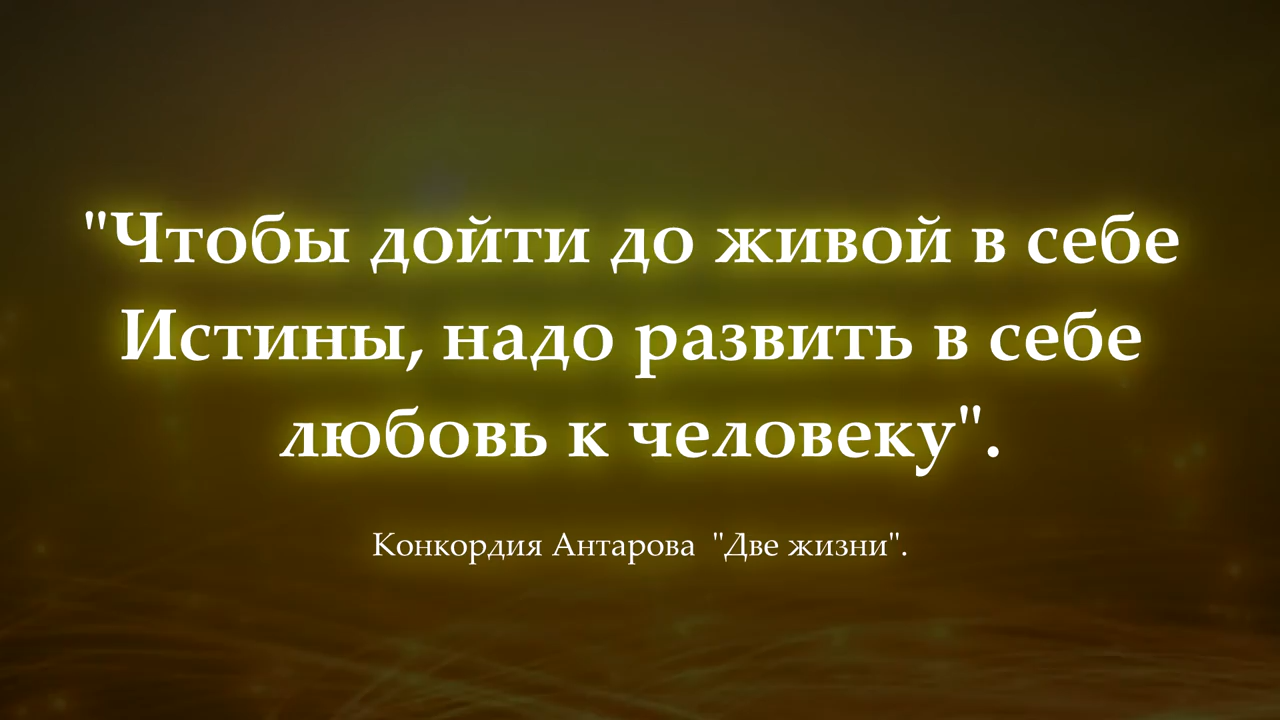 "Чтобы дойти до живой в себе
Истины, надо развить в себе
любовь к человеку".
Конкордия Антарова "Две жизни".